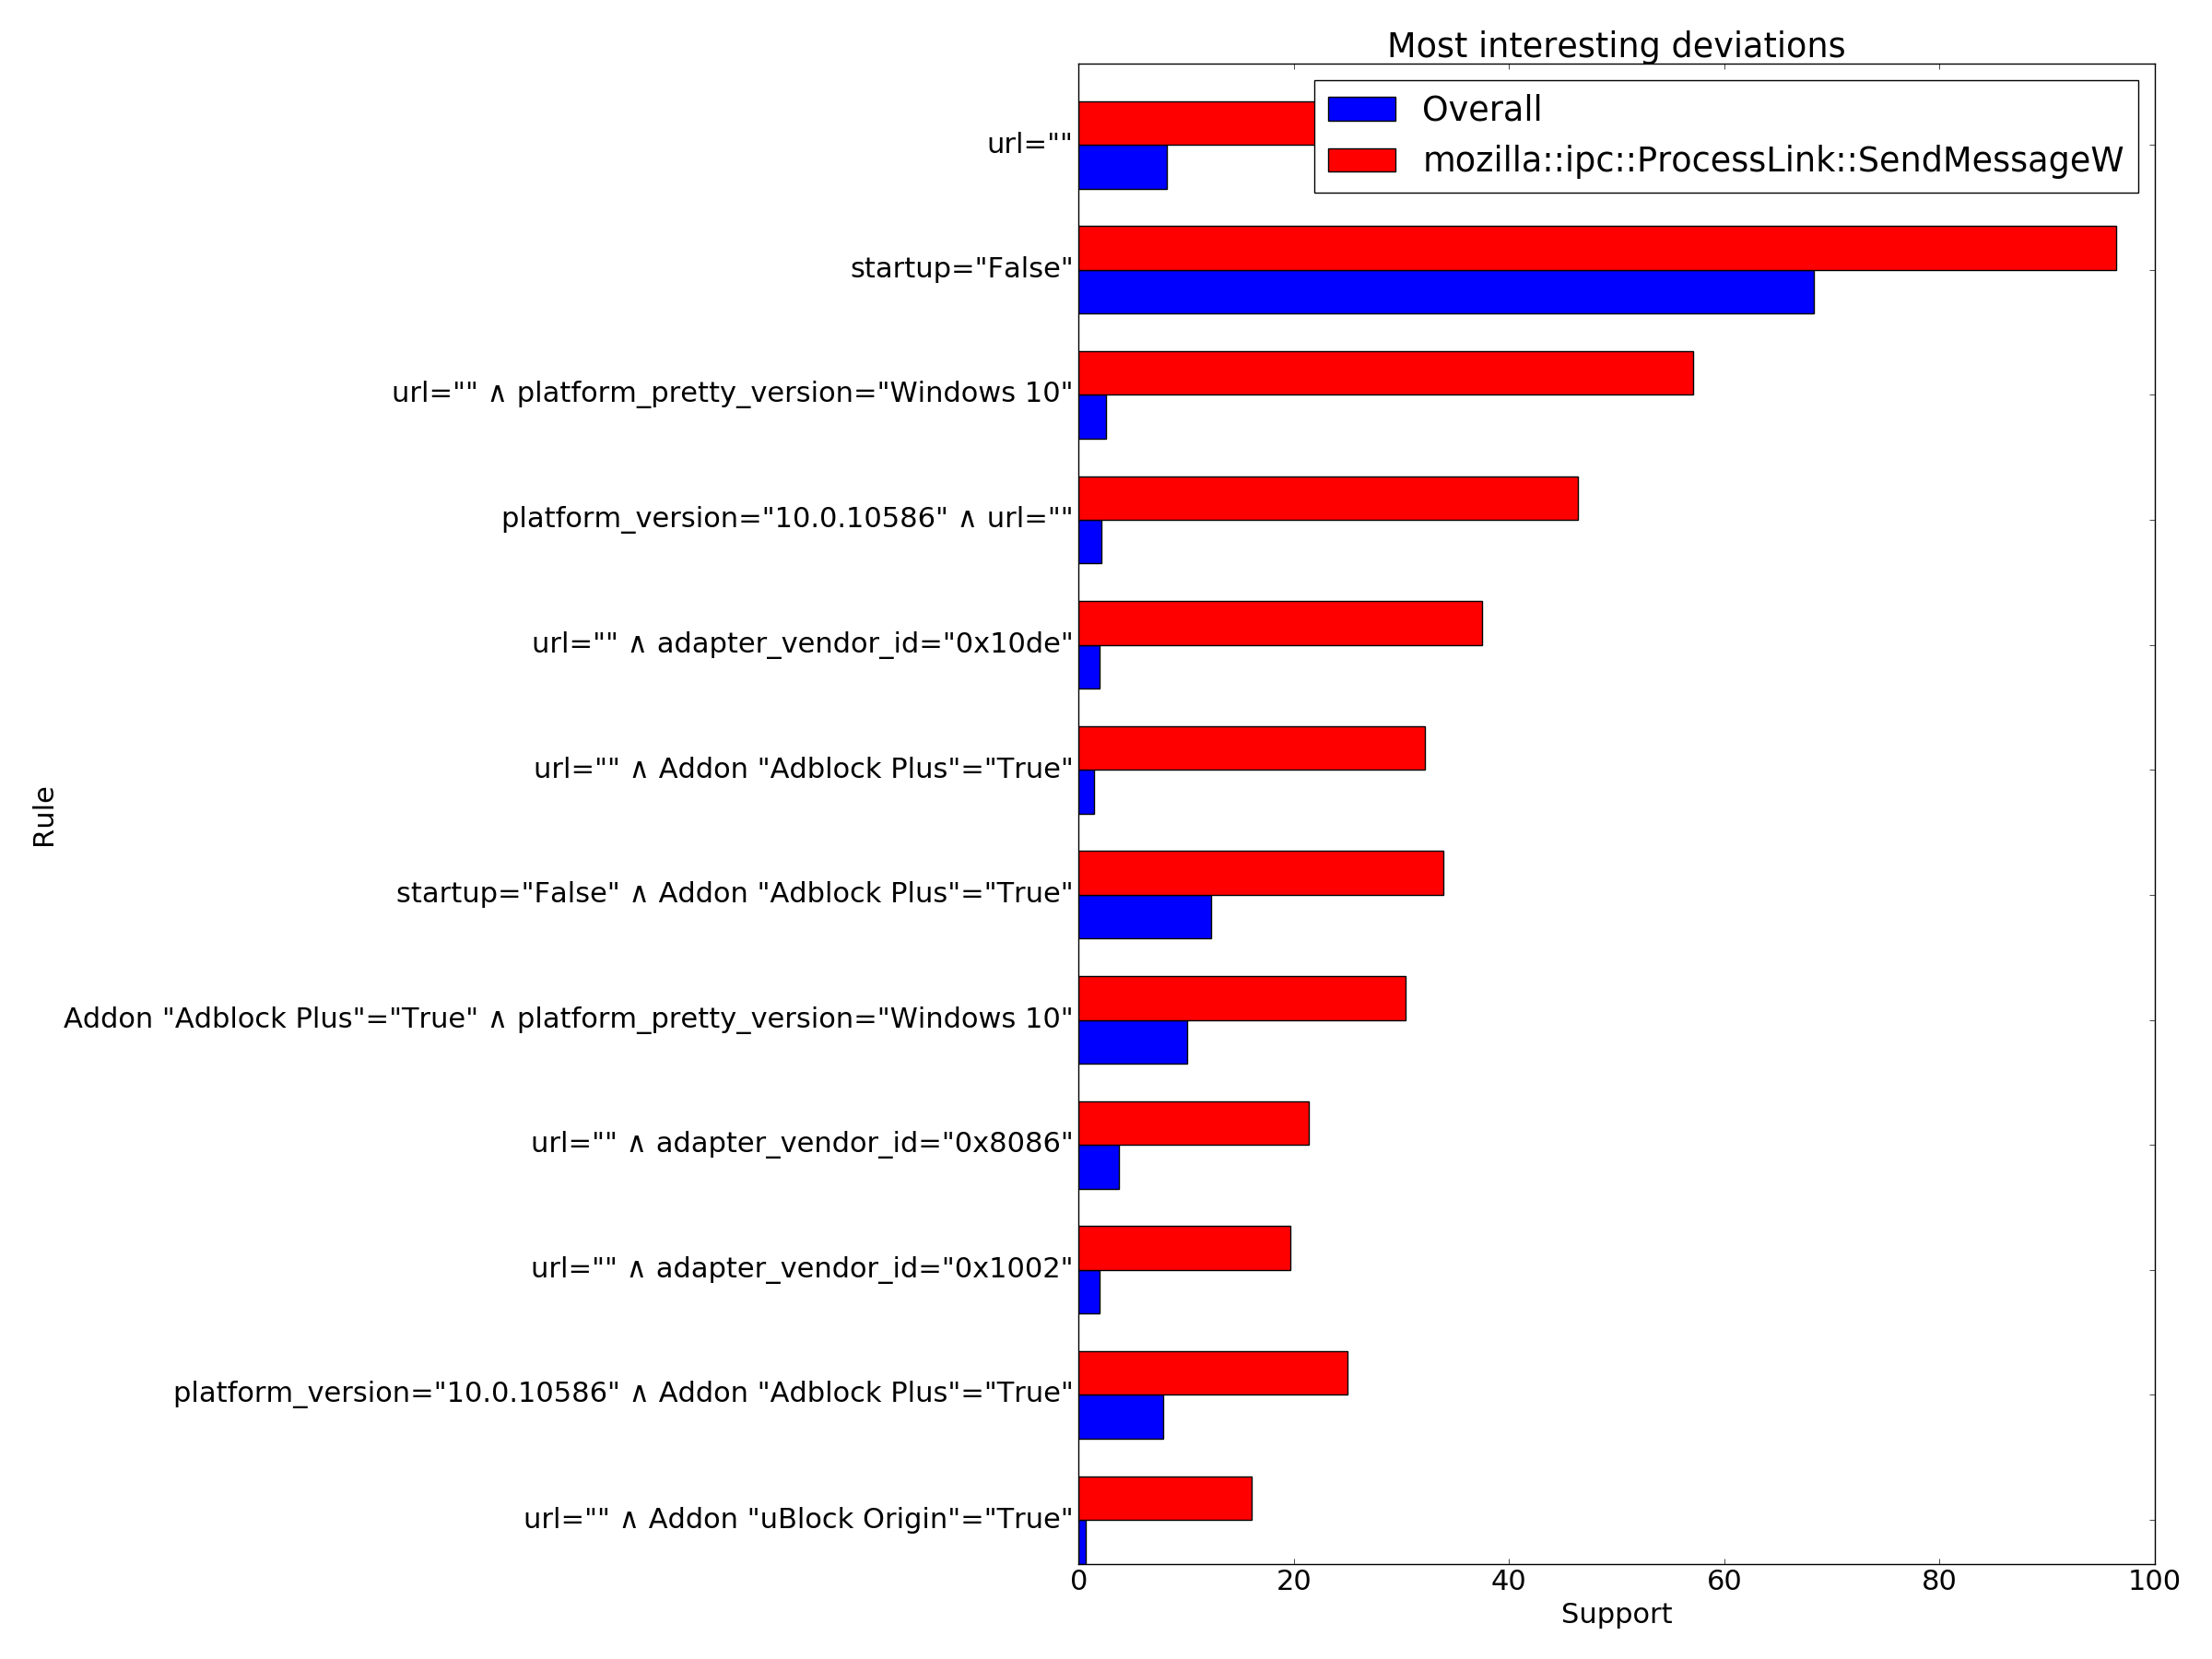 Most interesting deviations
Overall
mozilla::ipc::ProcessLink::SendMessageW
url=""
startup="False"
url="" ∧ platform_pretty_version="Windows 10"
platform_version="10.0.10586" ∧ url=""
url="" ∧ adapter_vendor_id="0x10de"
url="" ∧ Addon "Adblock Plus"="True"
startup="False" ∧ Addon "Adblock Plus"="True"
Addon "Adblock Plus"="True" ∧ platform_pretty_version="Windows 10"
url="" ∧ adapter_vendor_id="0x8086"
url="" ∧ adapter_vendor_id="0x1002"
platform_version="10.0.10586" ∧ Addon "Adblock Plus"="True"
url="" ∧ Addon "uBlock Origin"="True"
Rule
0 20 40 60 80 100
Support